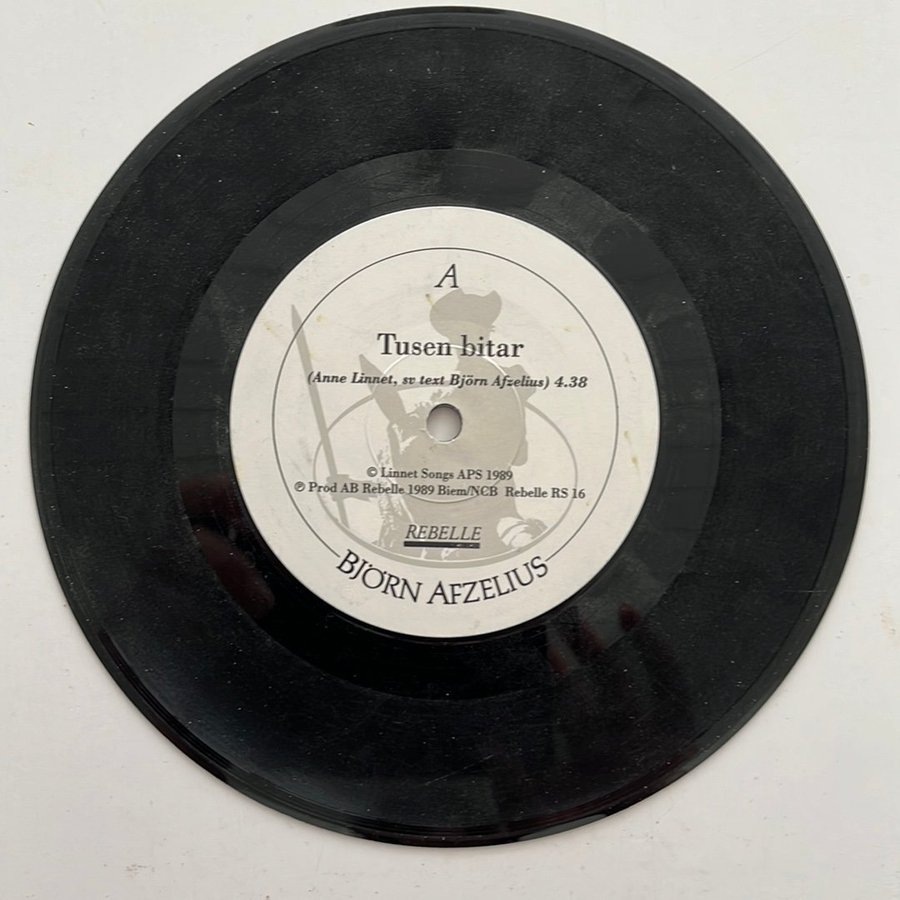 A
Tusen bitar
(Anne Linnet, sv text Björn Afzelius) 4.38
© Linnet Songs APS 1989
℗ Prod AB Rebelle 1989 Biem/NCB Rebelle RS 16
REBELLE
BJÖRN AFZELIUS